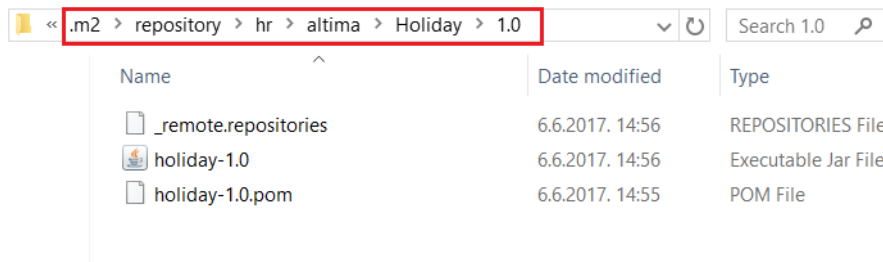 « .m2 > repository > hr > altima > Holiday > 1.0 Search 1.0
Name Date modified Type
_remote.repositories 6.6.2017. 14:56 REPOSITORIES File
holiday-1.0 6.6.2017. 14:56 Executable Jar File
holiday-1.0.pom 6.6.2017. 14:55 POM File